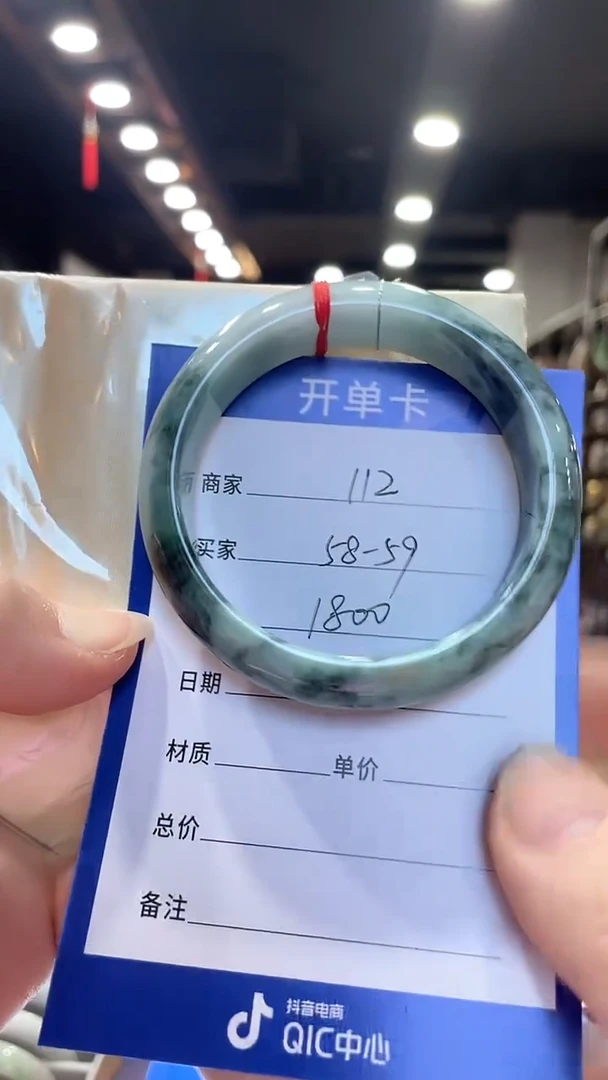 开单卡
商家 112
买家 58-59
1800
日期
材质 单价
总价
备注
抖音电商
QIC中心